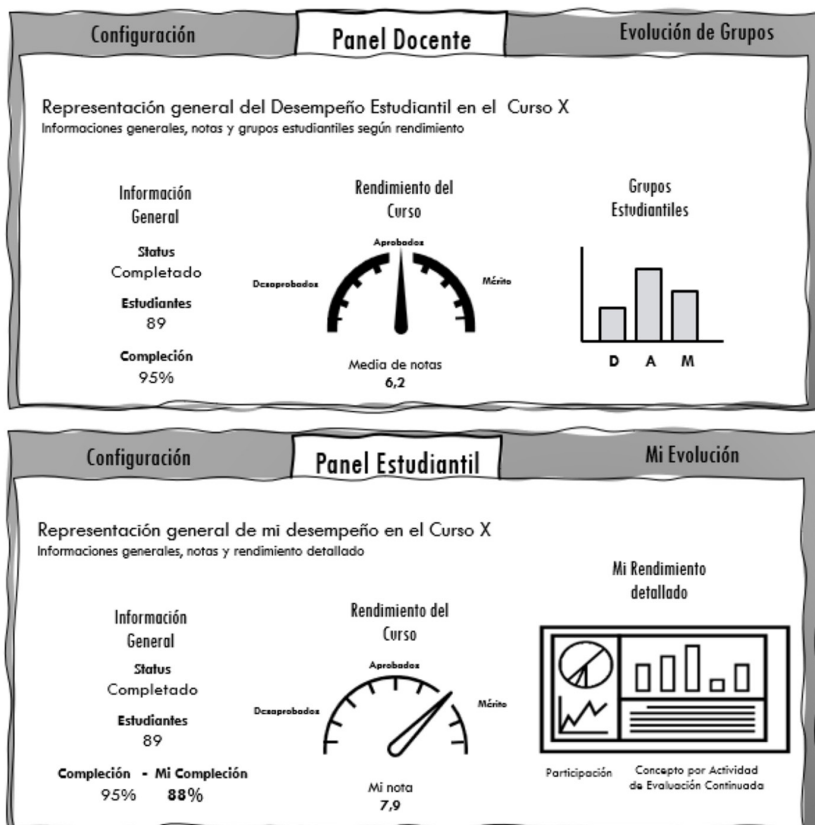 Configuración
Panel Docente
Evolución de Grupos
Representación general del Desempeño Estudiantil en el Curso X
Informaciones generales, notas y grupos estudiantiles según rendimiento
Información
General
Status
Completado
Estudiantes
89
Compleción
95%
Rendimiento del
Curso
Aprobados
Desaprobados
Mérito
Media de notas
6,2
Grupos
Estudiantiles
D A M
Configuración
Panel Estudiantil
Mi Evolución
Representación general de mi desempeño en el Curso X
Informaciones generales, notas y rendimiento detallado
Información
General
Status
Completado
Estudiantes
89
Compleción - Mi Compleción
95% 88%
Rendimiento del
Curso
Aprobados
Desaprobados
Mérito
Mi nota
7,9
Mi Rendimiento
detallado
Participación
Concepto por Actividad
de Evaluación Continuada